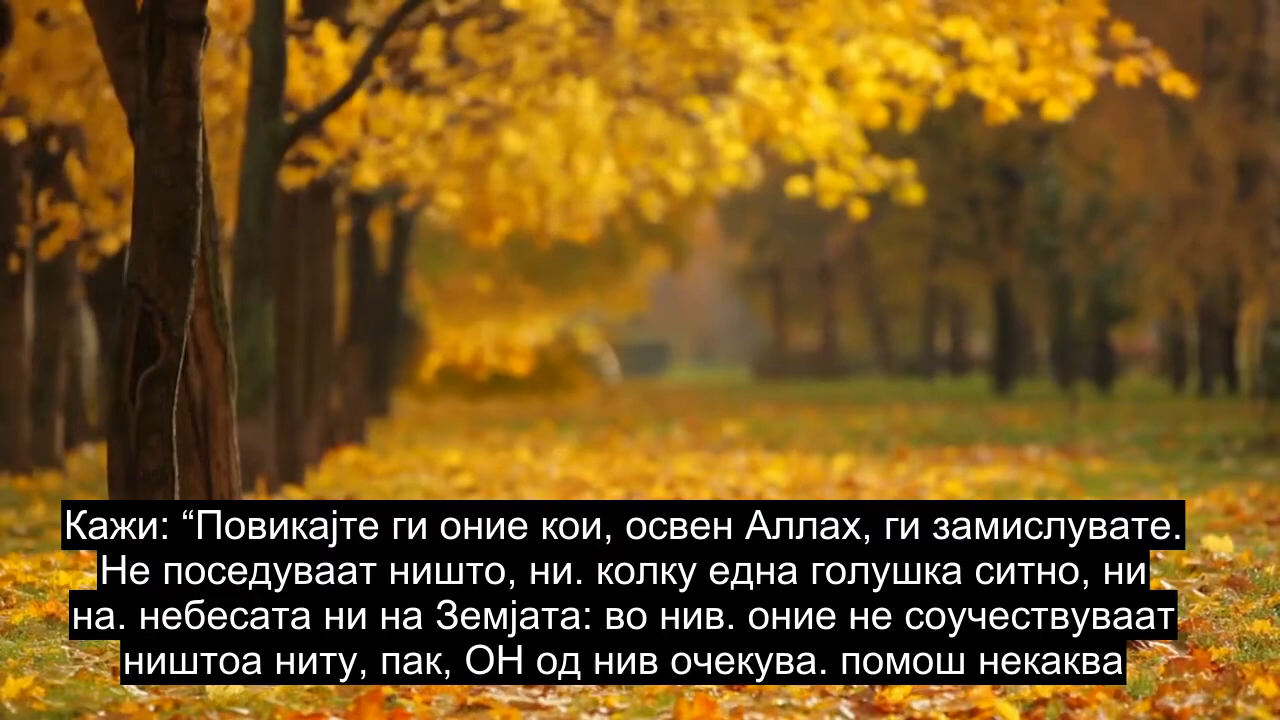 Кажи: “Повикајте ги оние кои, освен Аллах, ги замислувате.
Не поседуваат ништо, ни. колку една голушка ситно, ни
на. небесата ни на Земјата: во нив. оние не соучествуваат
ништоа ниту, пак, ОН од нив очекува. помош некаква